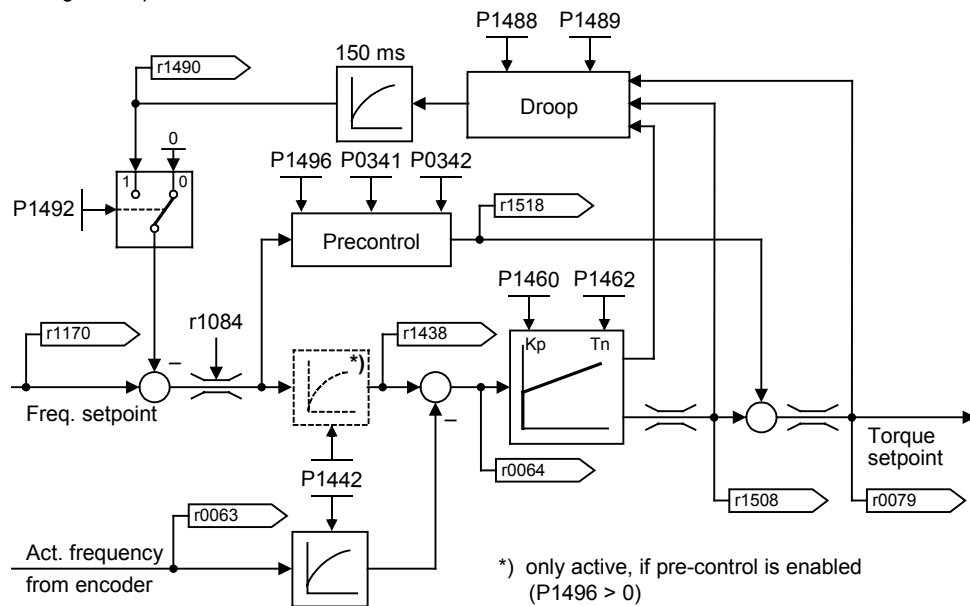 P1488 P1489
150 ms
r1490
Droop
0
P1496 P0341 P0342
1 0
P1492
r1518
Precontrol
P1460 P1462
r1170
r1084
r1438
Kp Tn
*)
–
Freq. setpoint
–
Torque
setpoint
P1442
r0064
r0063
r1508
r0079
Act. frequency
from encoder
*) only active, if pre-control is enabled
(P1496 > 0)